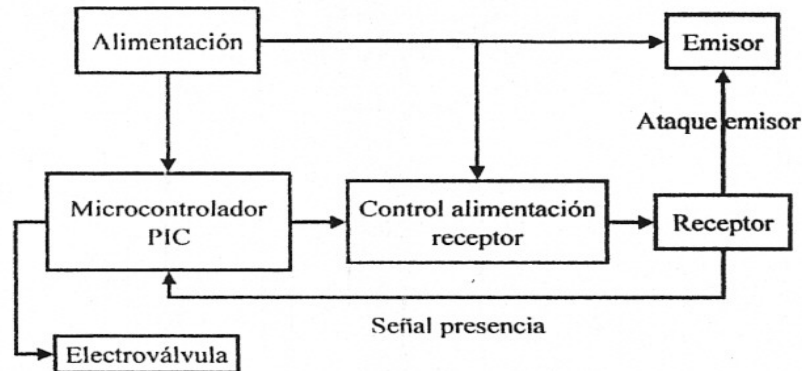 Alimentación
Emisor
Ataque emisor
Microcontrolador
PIC
Control alimentación
receptor
Receptor
Señal presencia
Electroválvula